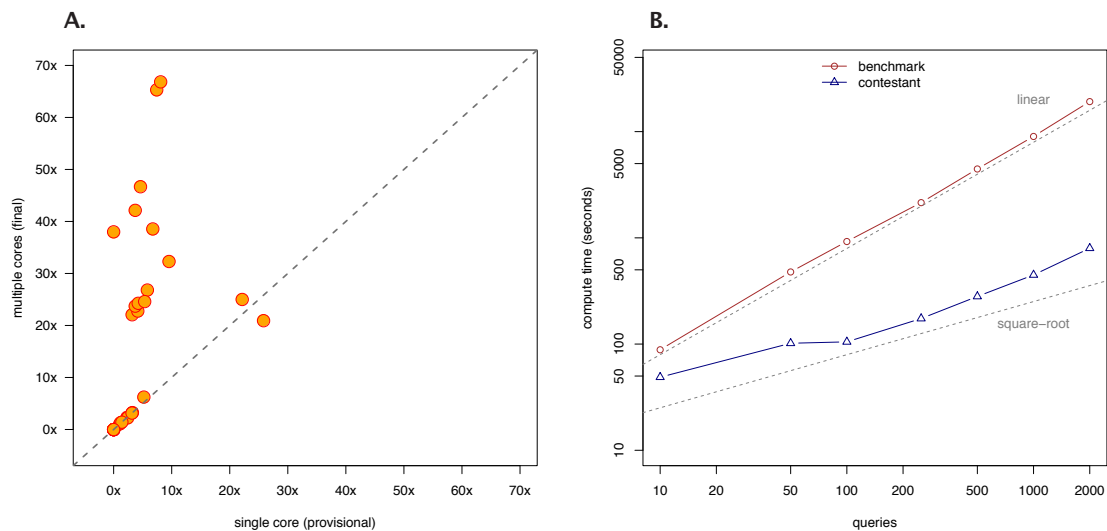 A.
70x
60x
50x
40x
30x
20x
10x
0x
multiple cores (final)
0x 10x 20x 30x 40x 50x 60x 70x
single core (provisional)
B.
benchmark
contestant
linear
square−root
50000
5000
500
100
50
10
compute time (seconds)
10 20 50 100 200 500 1000 2000
queries